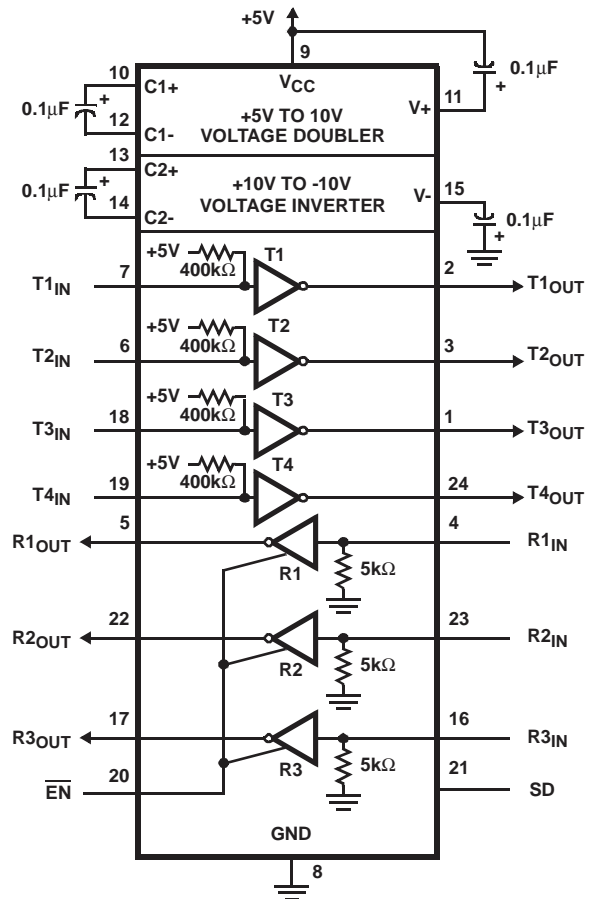 +5V
9
10
C1+
VCC
0.1μF
+
0.1μF
+
11
V+
12
C1-
+5V TO 10V
VOLTAGE DOUBLER
13
C2+
0.1μF
+
+10V TO -10V
VOLTAGE INVERTER
V-
15
14
C2-
0.1μF
+
+5V
400kΩ
T1
T1IN
7
2
T1OUT
+5V
400kΩ
T2
T2IN
6
3
T2OUT
+5V
400kΩ
T3
T3IN
18
1
T3OUT
+5V
400kΩ
T4
T4IN
19
24
T4OUT
R1OUT
5
4
R1IN
R1
5kΩ
R2OUT
22
23
R2IN
R2
5kΩ
R3OUT
17
16
R3IN
R3
5kΩ
EN
20
21
SD
GND
8